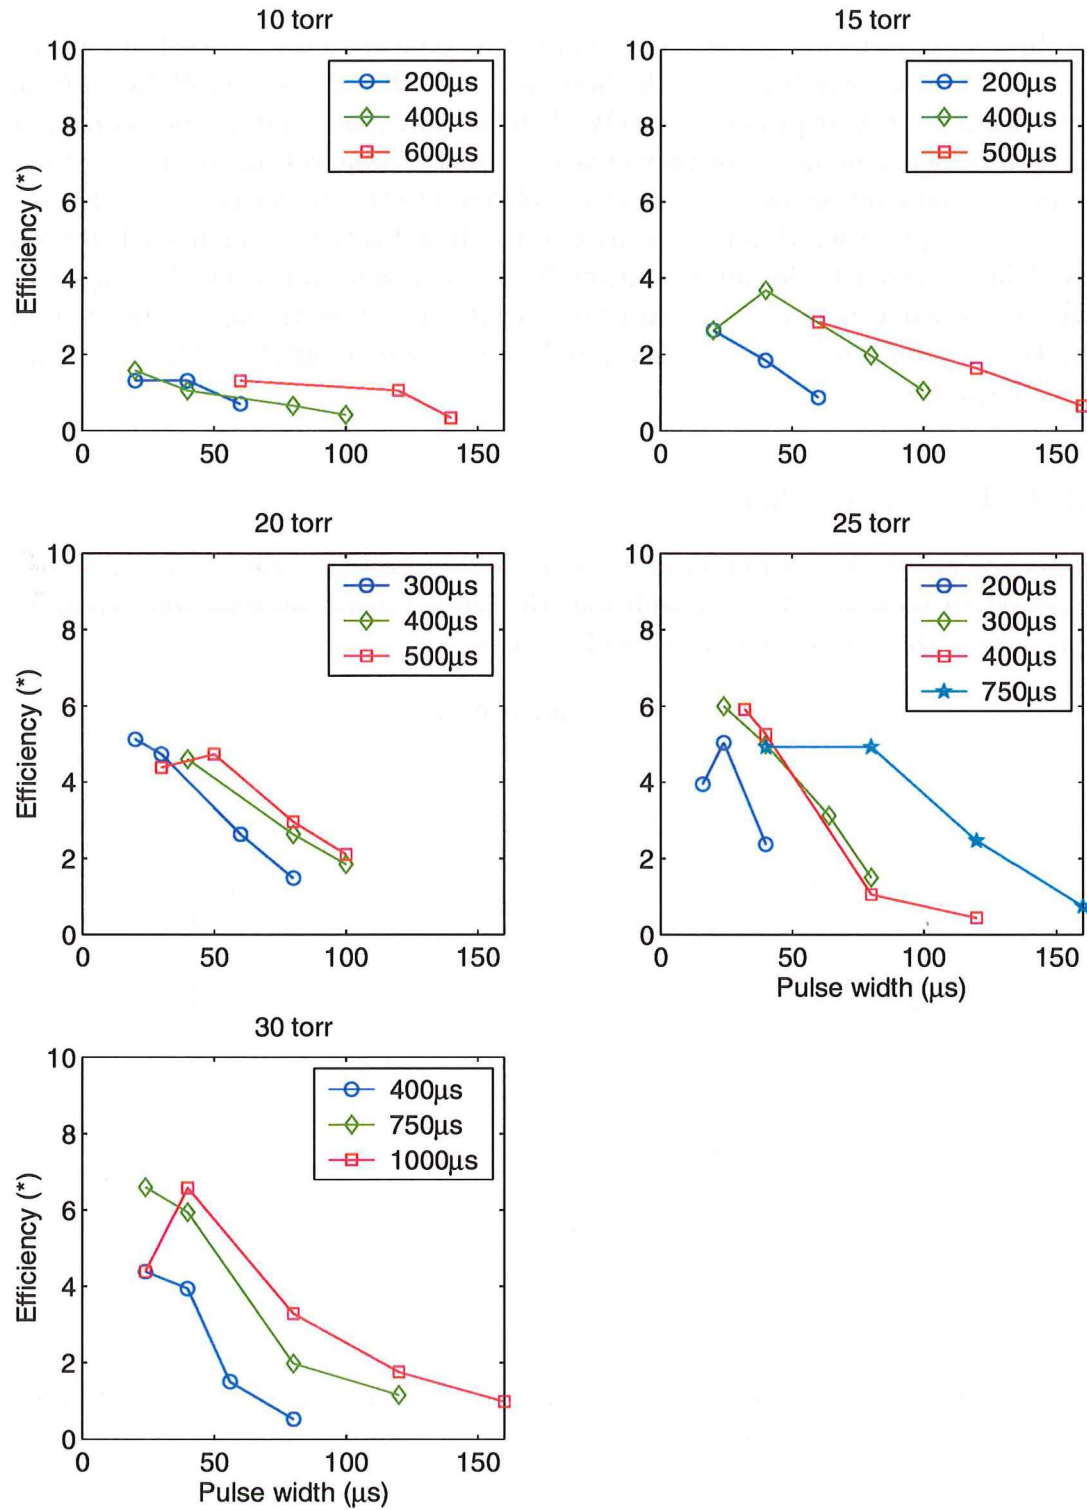 10 torr
10
8
6
4
2
0
0 50 100 150
Efficiency (*)
200μs
400μs
600μs
15 torr
10
8
6
4
2
0
0 50 100 150
200μs
400μs
500μs
20 torr
10
8
6
4
2
0
0 50 100 150
Efficiency (*)
300μs
400μs
500μs
25 torr
10
8
6
4
2
0
0 50 100 150
Pulse width (μs)
200μs
300μs
400μs
750μs
30 torr
10
8
6
4
2
0
0 50 100 150
Pulse width (μs)
Efficiency (*)
400μs
750μs
1000μs